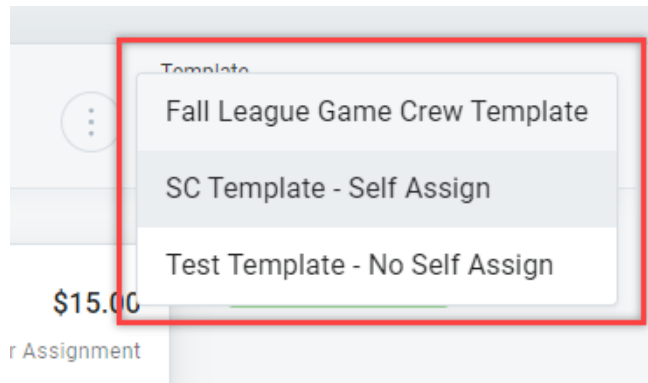 Template
Fall League Game Crew Template
SC Template - Self Assign
Test Template - No Self Assign
$15.00
r Assignment